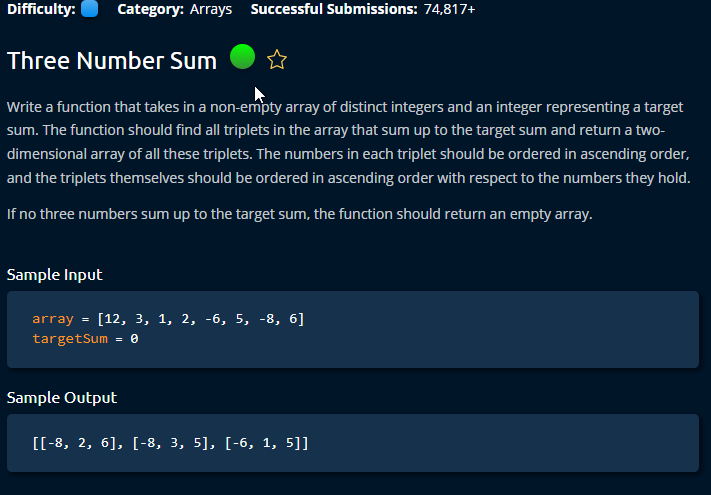 Difficulty: Category: Arrays Successful Submissions: 74,817+
Three Number Sum
Write a function that takes in a non-empty array of distinct integers and an integer representing a target
sum. The function should find all triplets in the array that sum up to the target sum and return a two-
dimensional array of all these triplets. The numbers in each triplet should be ordered in ascending order,
and the triplets themselves should be ordered in ascending order with respect to the numbers they hold.
If no three numbers sum up to the target sum, the function should return an empty array.
Sample Input
array = [12, 3, 1, 2, -6, 5, -8, 6]
targetSum = 0
Sample Output
[[-8, 2, 6], [-8, 3, 5], [-6, 1, 5]]